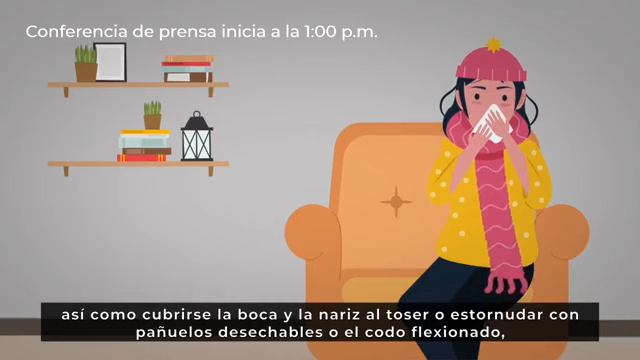 Conferencia de prensa inicia a la 1:00 p.m.
así como cubrirse la boca y la nariz al toser o estornudar con
pañuelos desechables o el codo flexionado,